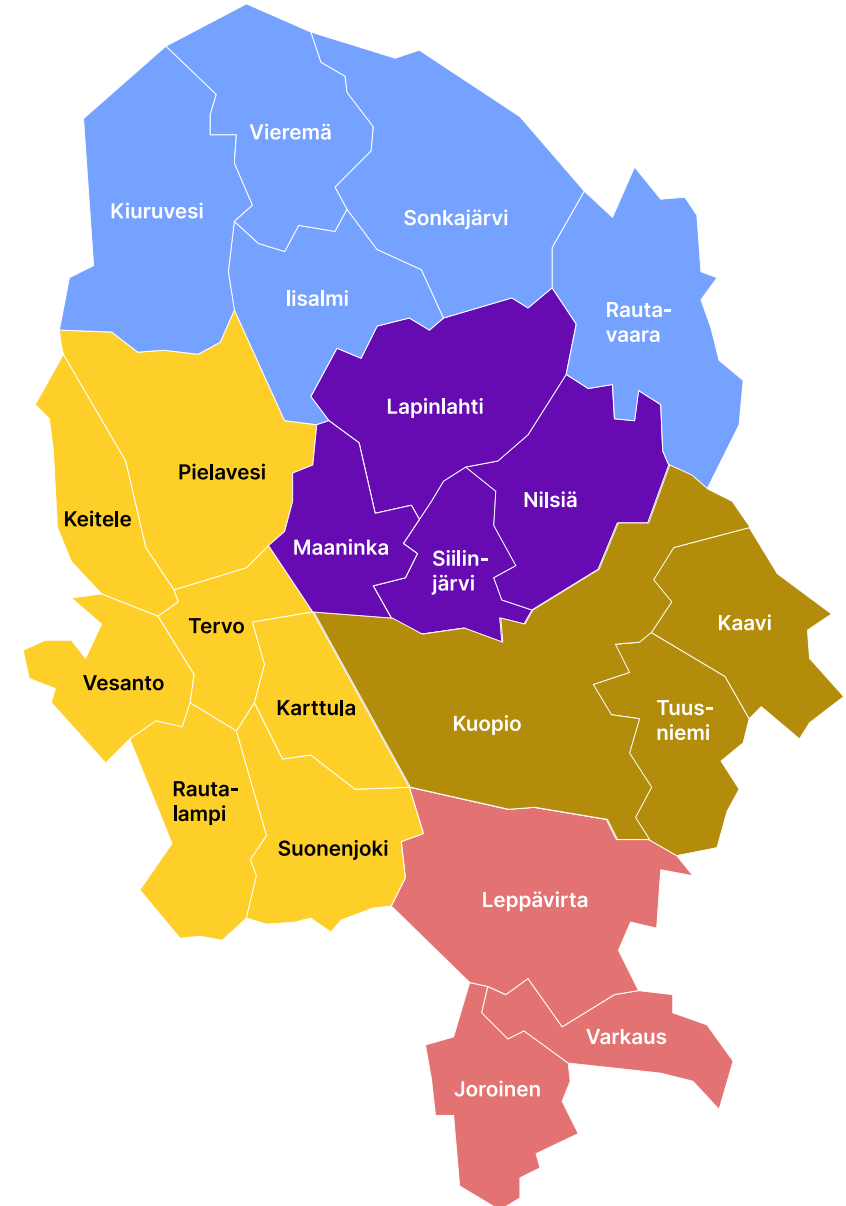 Vieremä
Kiuruvesi
Sonkajärvi
Iisalmi
Rauta-
vaara
Lapinlahti
Pielavesi
Nilsiä
Keitele
Maaninka
Siilin-
järvi
Tervo
Kaavi
Vesanto
Karttula
Kuopio
Tuus-
niemi
Rauta-
lampi
Suonenjoki
Leppävirta
Varkaus
Joroinen